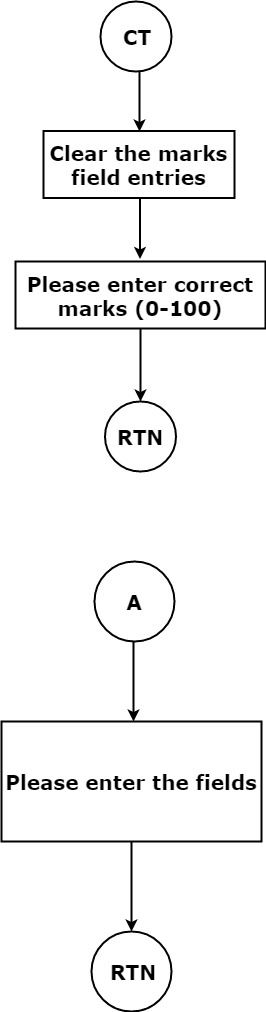 CT
Clear the marks
field entries
Please enter correct
marks (0-100)
RTN
A
Please enter the fields
RTN